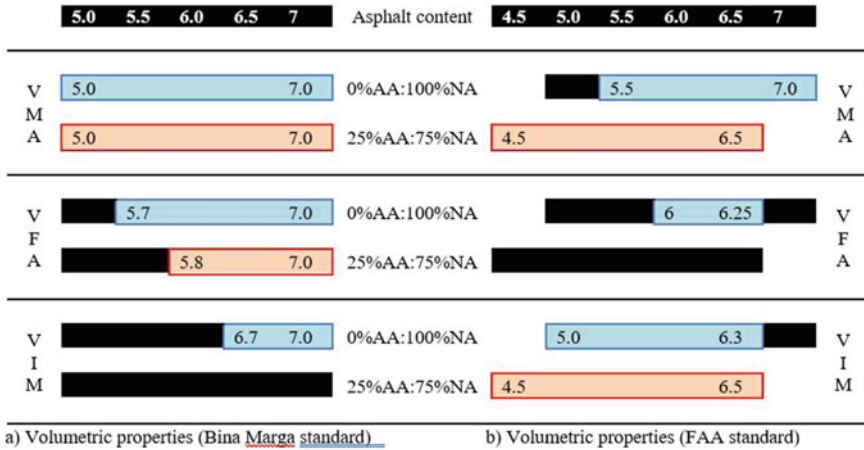 5.0 5.5 6.0 6.5 7 Asphalt content 4.5 5.0 5.5 6.0 6.5 7
V M A
5.0 7.0 0%AA:100%NA 5.5 7.0
5.0 7.0 25%AA:75%NA 4.5 6.5
V M A
V F A
5.7 7.0 0%AA:100%NA 6 6.25
5.8 7.0 25%AA:75%NA
V F A
V I M
6.7 7.0 0%AA:100%NA 5.0 6.3
25%AA:75%NA 4.5 6.5
V I M
a) Volumetric properties (Bina Marga standard) b) Volumetric properties (FAA standard)